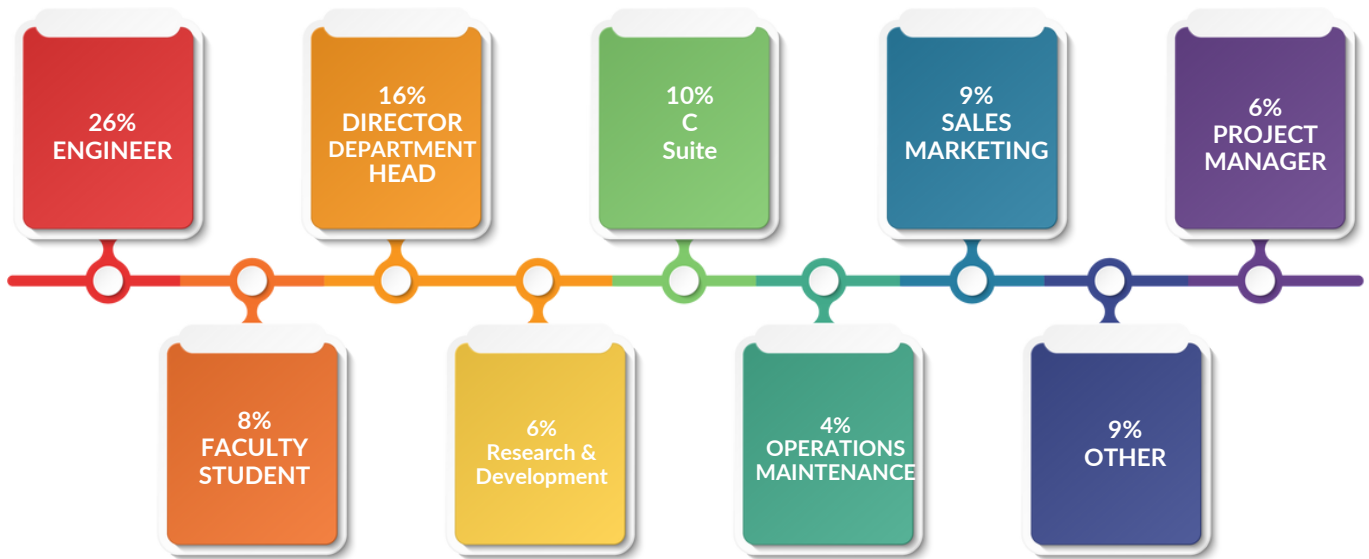 26%
ENGINEER
16%
DIRECTOR
DEPARTMENT
HEAD
10%
C
Suite
9%
SALES
MARKETING
6%
PROJECT
MANAGER
8%
FACULTY
STUDENT
6%
Research &
Development
4%
OPERATIONS
MAINTENANCE
9%
OTHER